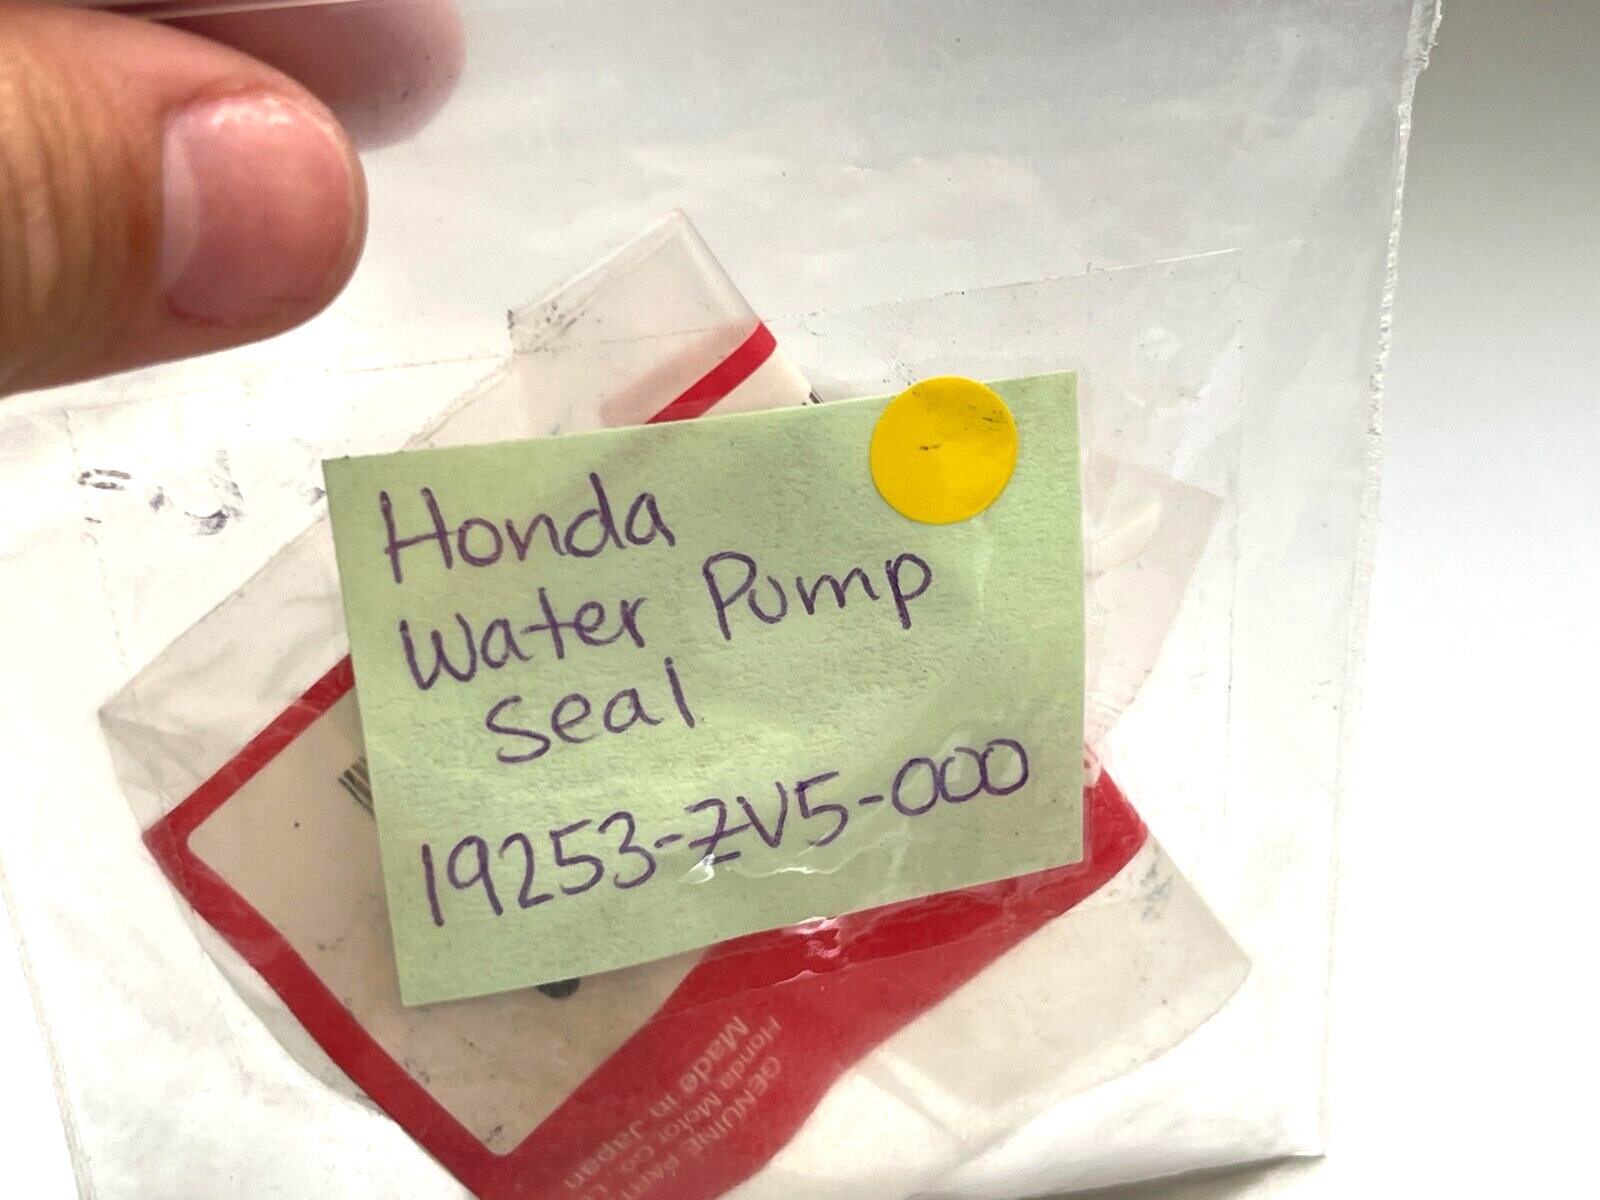 Honda
Water Pump
Seal
19253-ZV5-000
GENUINE PART
Honda Motor Co.
Made in Japan